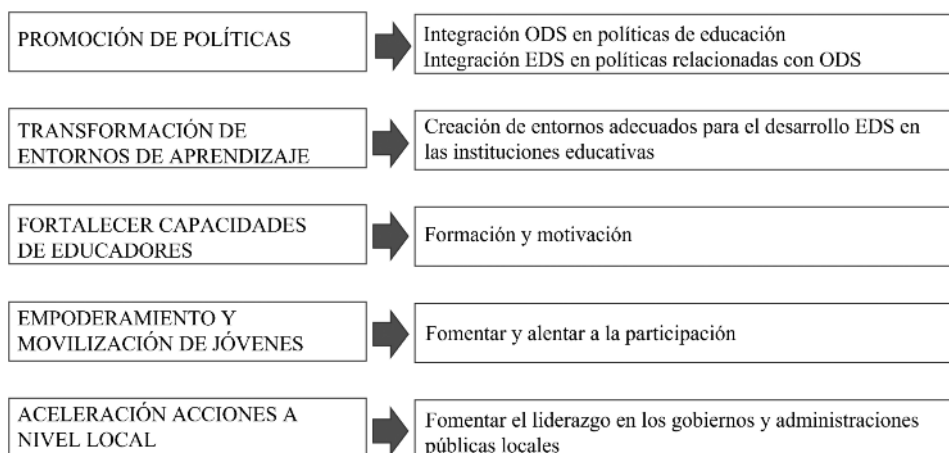 PROMOCIÓN DE POLÍTICAS
Integración ODS en políticas de educación
Integración EDS en políticas relacionadas con ODS
TRANSFORMACIÓN DE
ENTORNOS DE APRENDIZAJE
Creación de entornos adecuados para el desarrollo EDS en
las instituciones educativas
FORTALECER CAPACIDADES
DE EDUCADORES
Formación y motivación
EMPODERAMIENTO Y
MOVILIZACIÓN DE JÓVENES
Fomentar y alentar a la participación
ACELERACIÓN ACCIONES A
NIVEL LOCAL
Fomentar el liderazgo en los gobiernos y administraciones
públicas locales